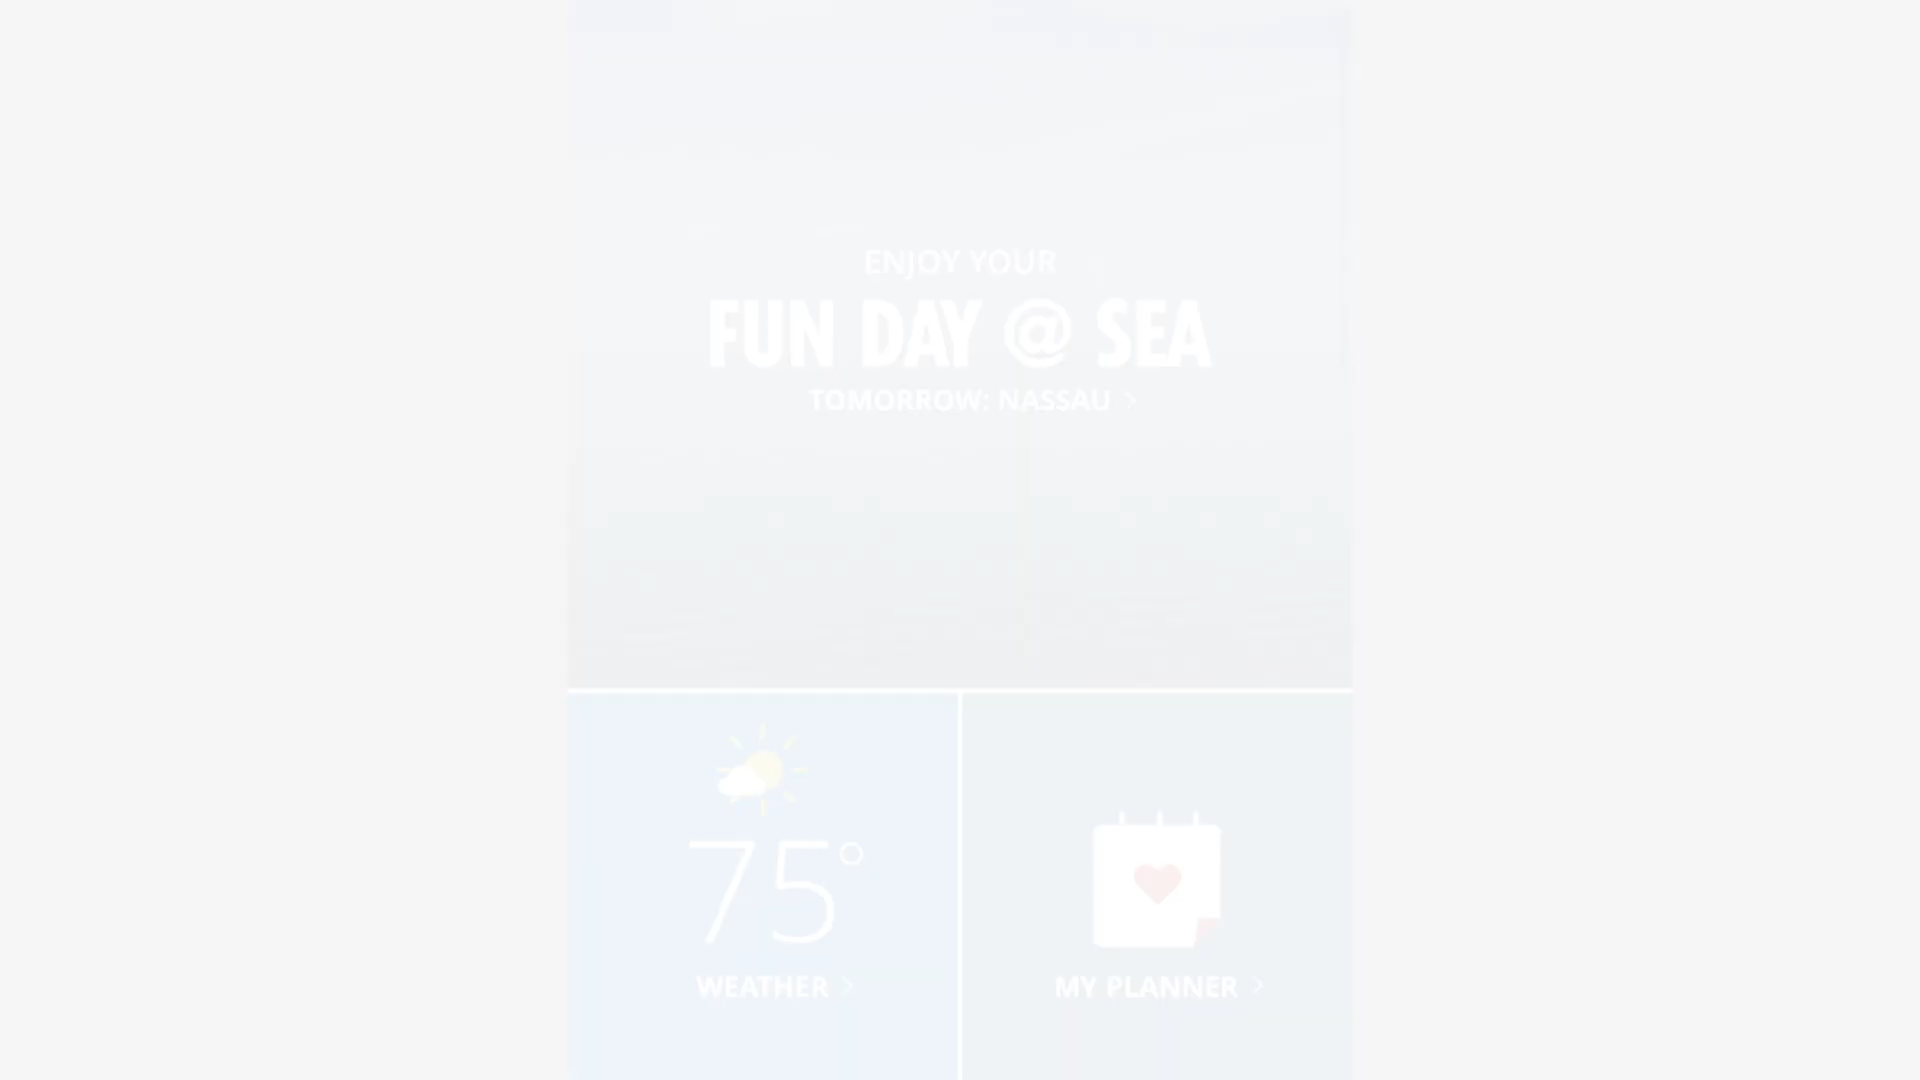 ENJOY YOUR
FUN DAY @ SEA
TOMORROW: NASSAU >
75°
WEATHER >
MY PLANNER >